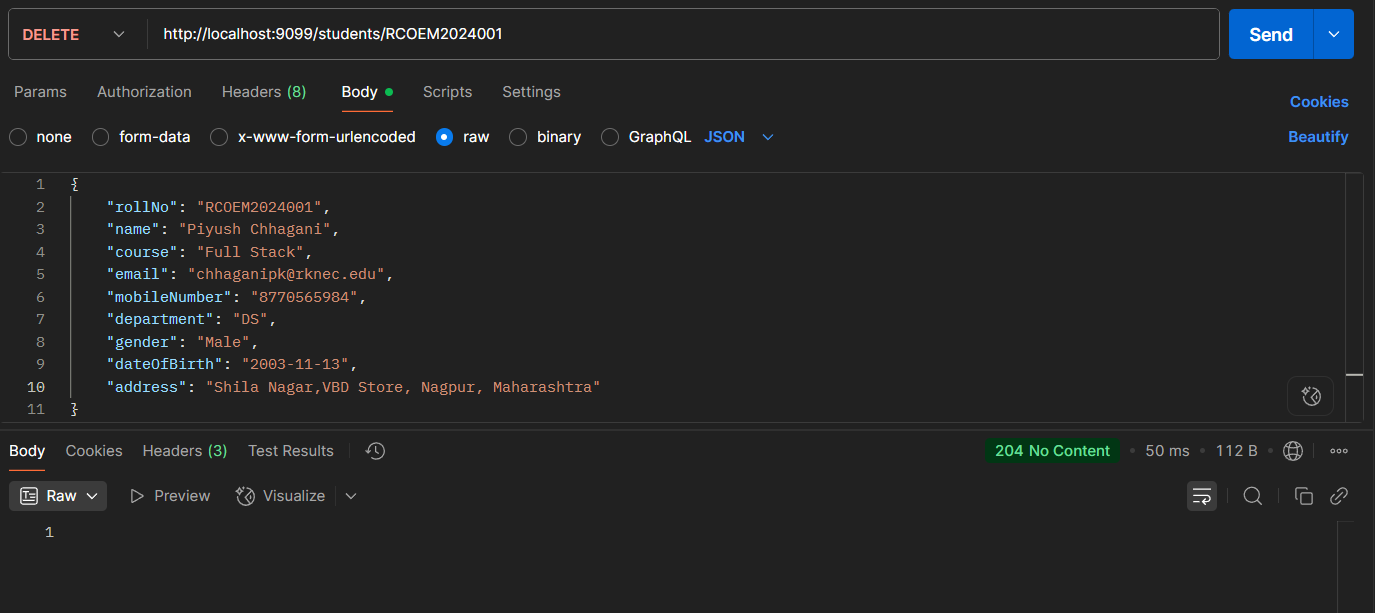 DELETE http://localhost:9099/students/RCOEM2024001 Send
Params Authorization Headers (8) Body Scripts Settings
Cookies
none form-data x-www-form-urlencoded raw binary GraphQL JSON Beautify
1 {
2 "rollNo": "RCOEM2024001",
3 "name": "Piyush Chhagani",
4 "course": "Full Stack",
5 "email": "chhaganipk@rknec.edu",
6 "mobileNumber": "8770565984",
7 "department": "DS",
8 "gender": "Male",
9 "dateOfBirth": "2003-11-13",
10 "address": "Shila Nagar,VBD Store, Nagpur, Maharashtra"
11 }
Body Cookies Headers (3) Test Results 204 No Content 50 ms 112 B
Raw Preview Visualize
1